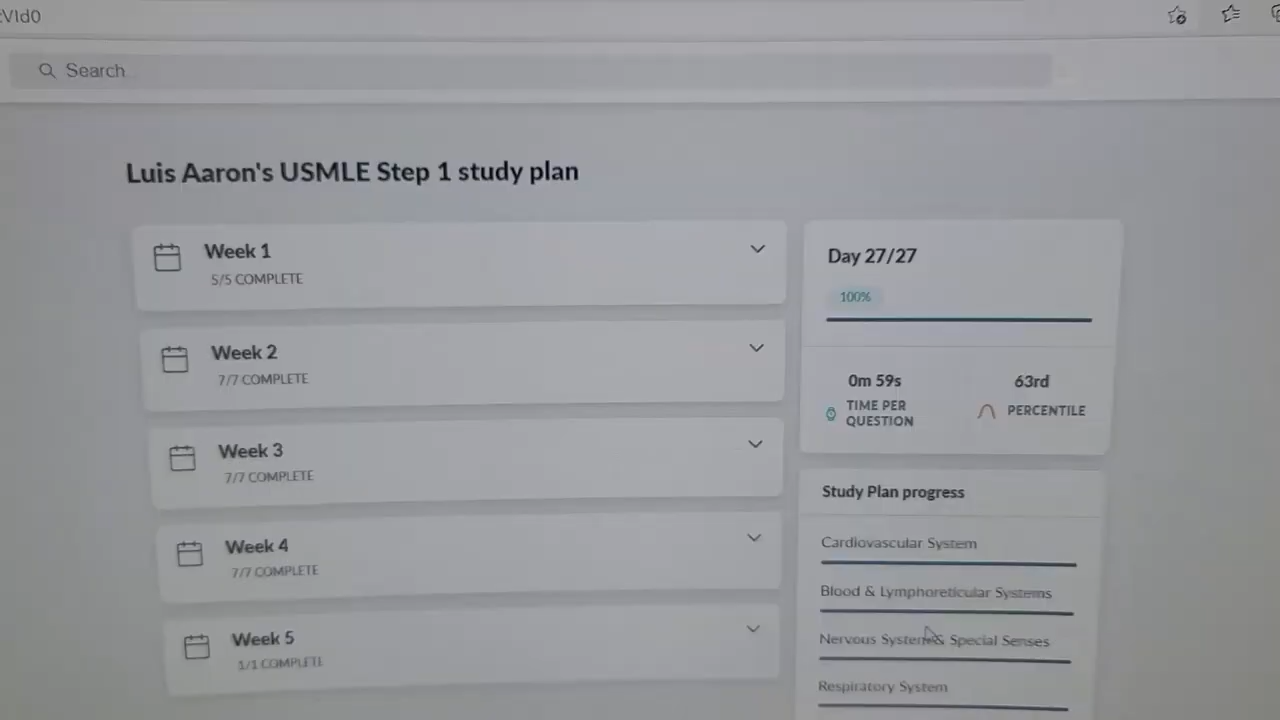 zVId0
Search
Luis Aaron's USMLE Step 1 study plan
Week 1
5/5 COMPLETE
Week 2
7/7 COMPLETE
Week 3
7/7 COMPLETE
Week 4
7/7 COMPLETE
Week 5
1/1 COMPLETE
Day 27/27
100%
0m 59s
TIME PER
QUESTION
63rd
PERCENTILE
Study Plan progress
Cardiovascular System
Blood & Lymphoreticular Systems
Nervous System & Special Senses
Respiratory System